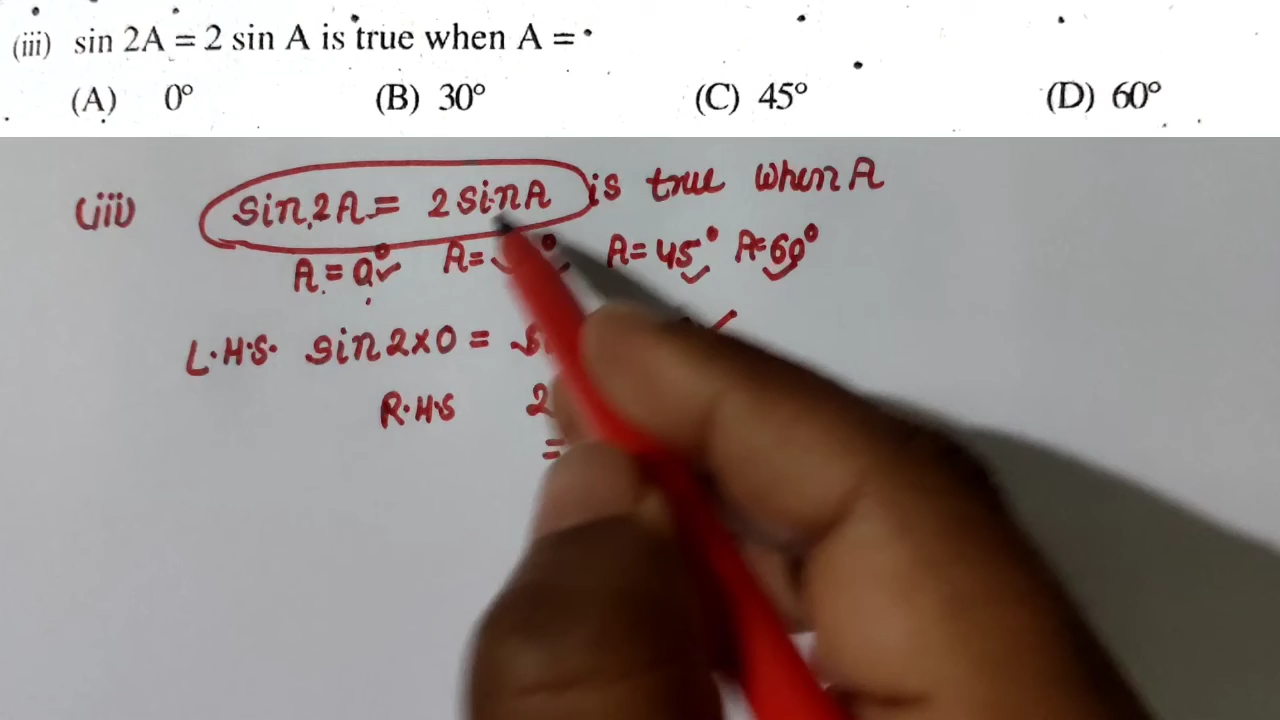 (iii) sin 2A = 2 sin A is true when A =
(A) 0° (B) 30° (C) 45° (D) 60°
(iii) sin 2A = 2 sin A is true when A
A = 0° A = A = 45° A = 60°
L.H.S. sin 2×0 =
R.H.S 2
=